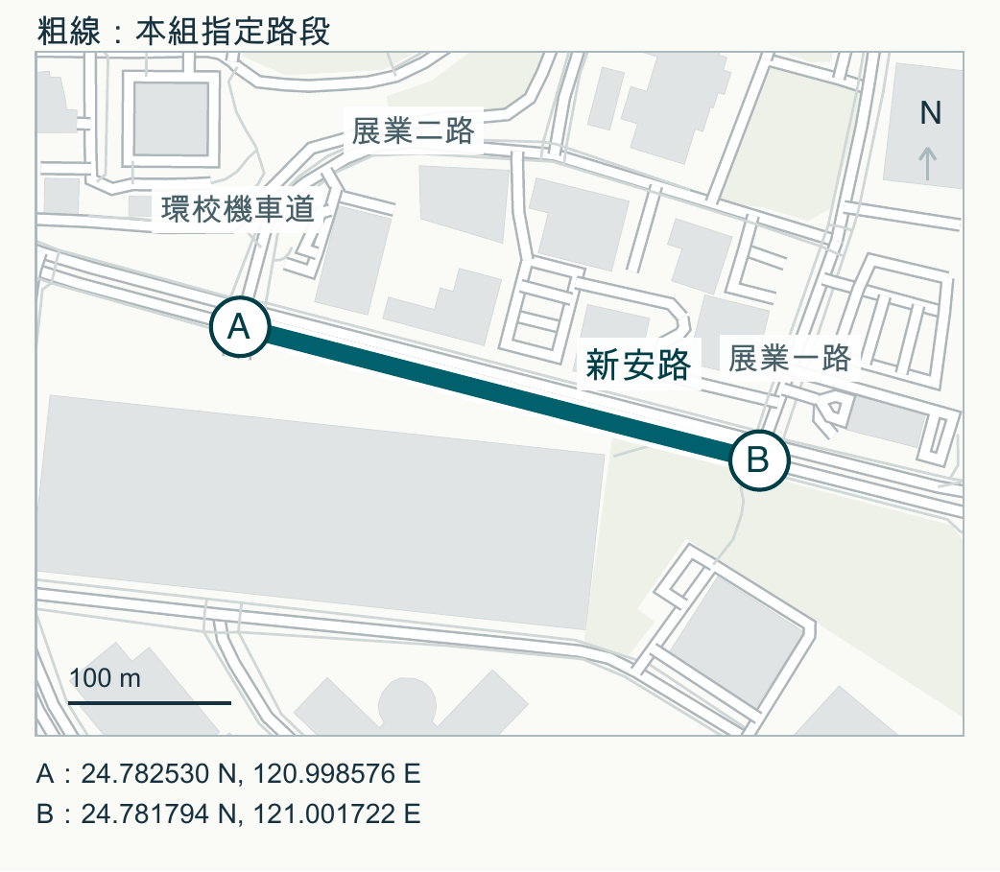 粗線：本組指定路段
展業二路
N
環校機車道
A
新安路
展業一路
B
100 m
A：24.782530 N, 120.998576 E
B：24.781794 N, 121.001722 E